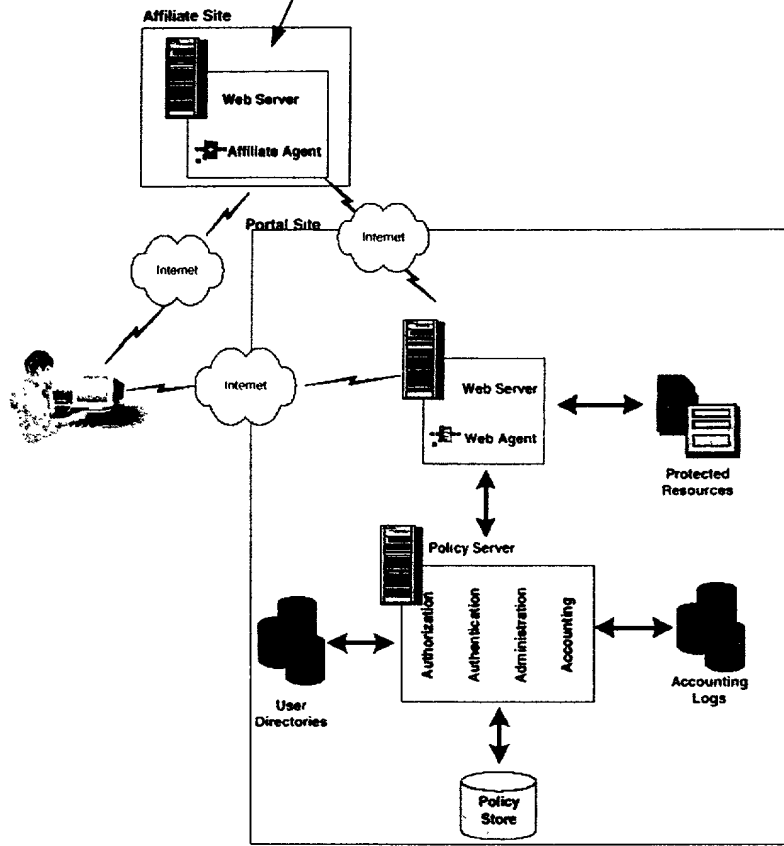 Affiliate Site
Web Server
Affiliate Agent
Portal Site
Internet
Internet
Internet
Web Server
Web Agent
Protected
Resources
Policy Server
Authorization
Authentication
Administration
Accounting
User
Directories
Accounting
Logs
Policy
Store